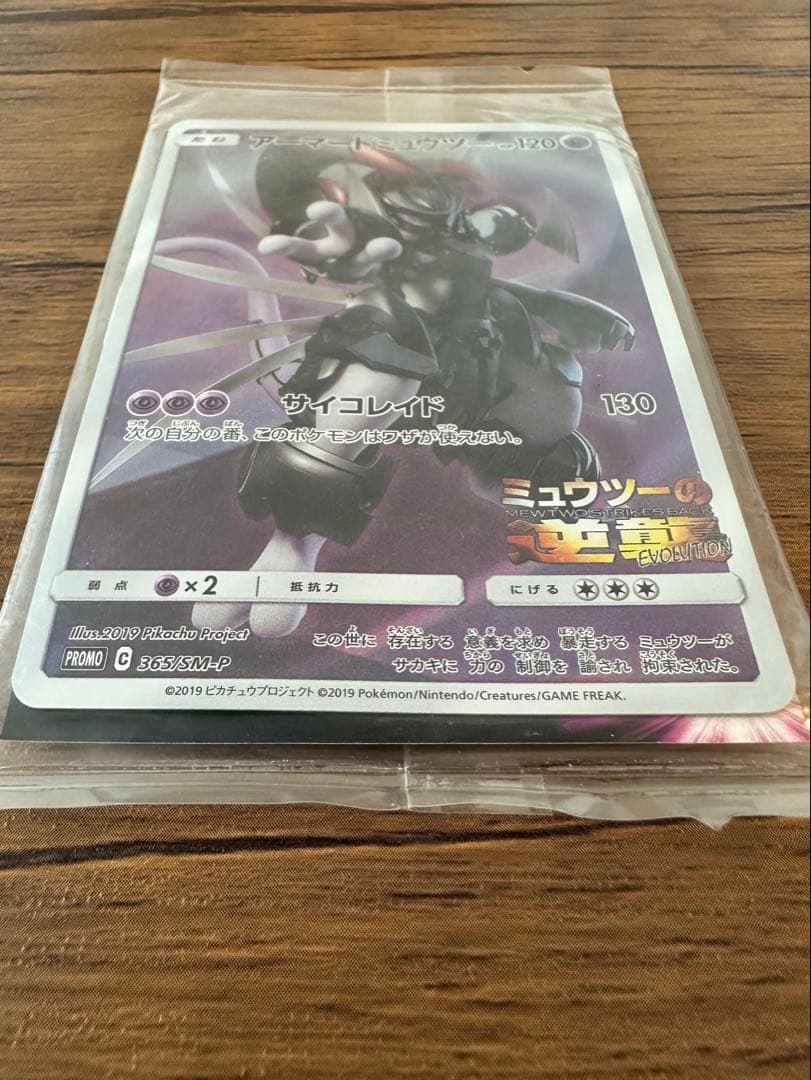 たね アーマードミュウツー HP 120
サイコレイド 130
次の自分の番、このポケモンはワザが使えない。
ミュウツーの
MEWTWO STRIKES BACK
逆襲
EVOLUTION
弱点 ×2 抵抗力 にげる
Illus.2019 Pikachu Project
この世に 存在する 意義を求め 暴走する ミュウツーが
PROMO C 365/SM-P
サカキに 力の 制御を 諭され 拘束された。
©2019 ピカチュウプロジェクト ©2019 Pokémon/Nintendo/Creatures/GAME FREAK.